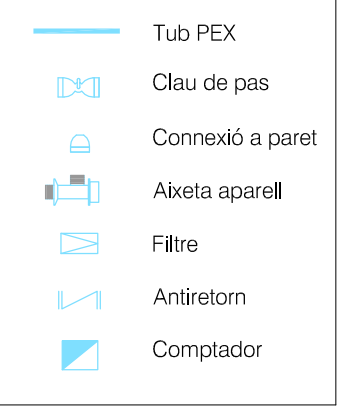 Tub PEX
Clau de pas
Connexió a paret
Aixeta aparell
Filtre
Antiretorn
Comptador